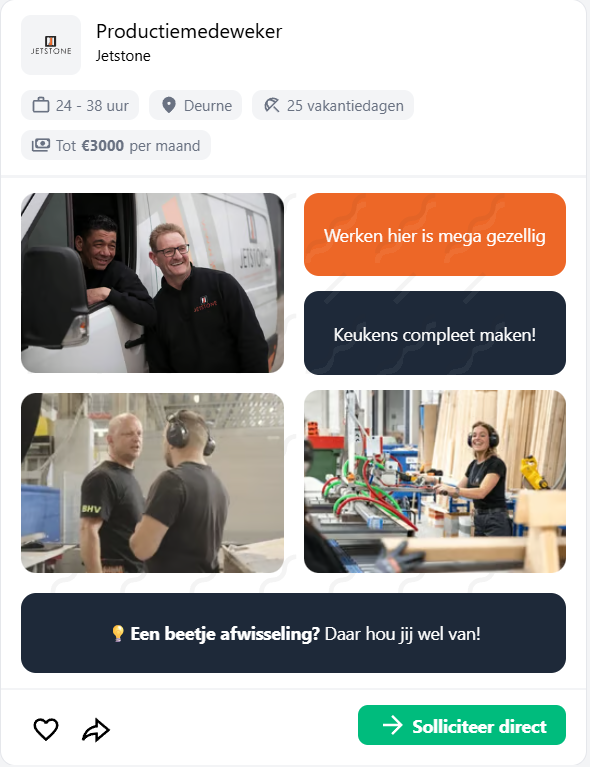 JETSTONE
Productiemedeweker
Jetstone
24 - 38 uur
Deurne
25 vakantiedagen
Tot €3000 per maand
JETSTONE
JETSTONE
Werken hier is mega gezellig
Keukens compleet maken!
BHV
💡 Een beetje afwisseling? Daar hou jij wel van!
Solliciteer direct